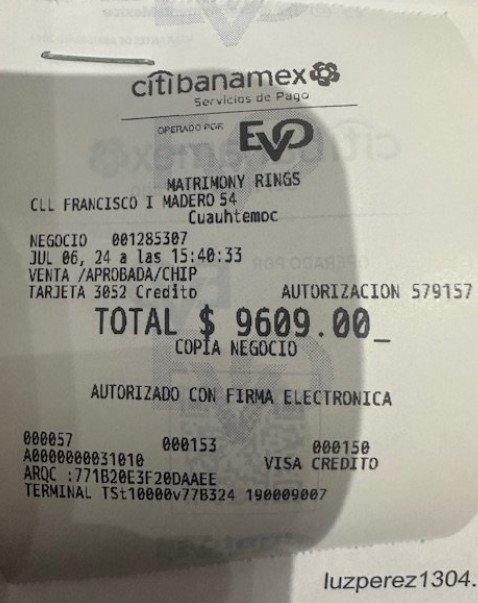 citibanamex
Servicios de Pago
OPERADO POR EVO
MATRIMONY RINGS
CLL FRANCISCO I MADERO 54
Cuauhtemoc
NEGOCIO 001285307
JUL 06, 24 a las 15:40:33
VENTA /APROBADA/CHIP
TARJETA 3052 Credito AUTORIZACION 579157
TOTAL $ 9609.00_
COPIA NEGOCIO
AUTORIZADO CON FIRMA ELECTRONICA
000057 000153 000150
A0000000031010 VISA CREDITO
ARQC :771B20E3F20DAAEE
TERMINAL TSt10000v77B324 190009007
luzperez1304.